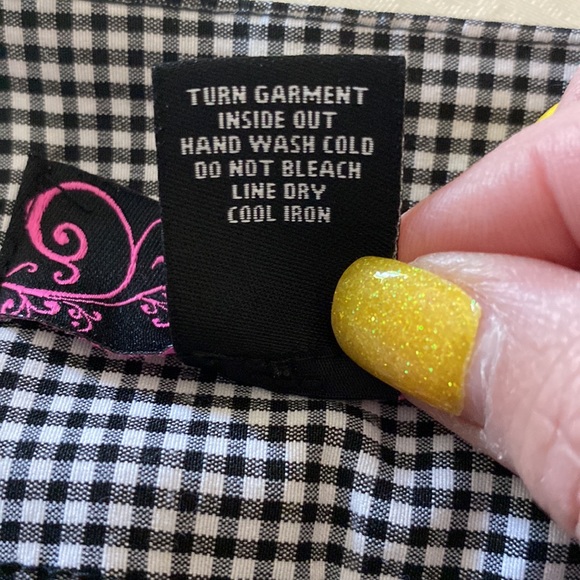 TURN GARMENT
INSIDE OUT
HAND WASH COLD
DO NOT BLEACH
LINE DRY
COOL IRON